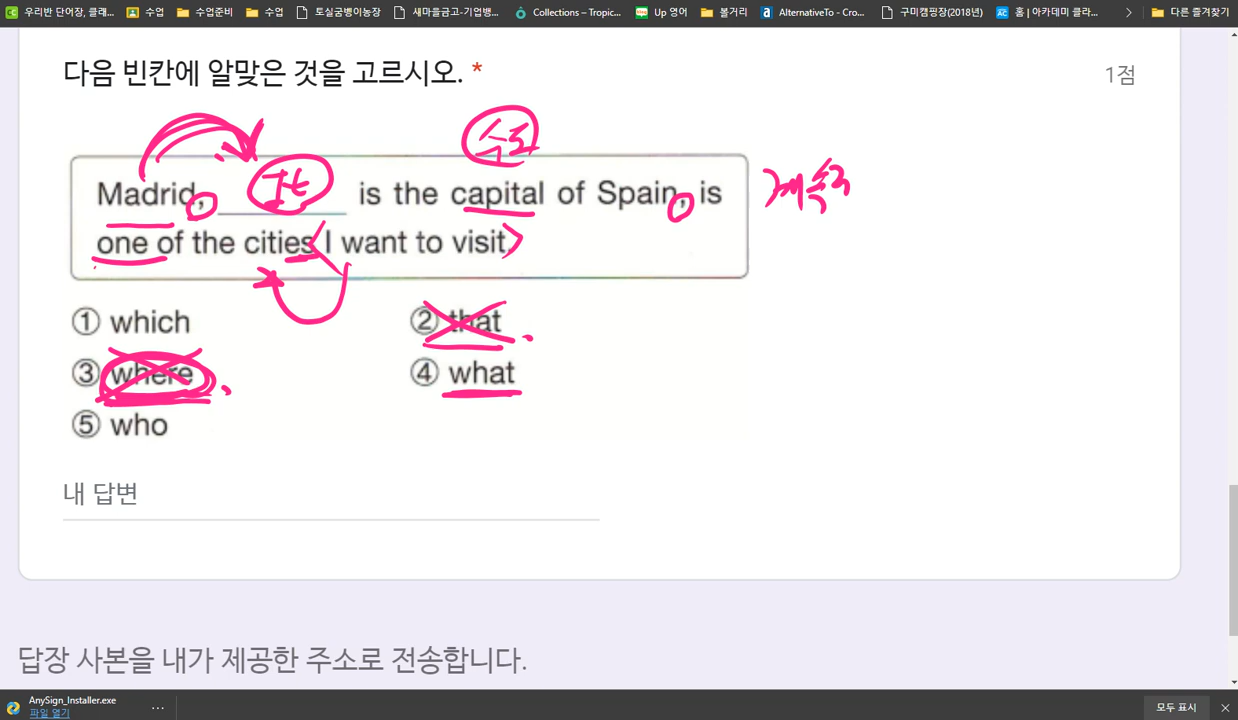 우리반 단어장, 클래... 수업 수업준비 수업 토실굼벵이농장 새마을금고-기업뱅... Collections – Tropic... Up 영어 볼거리 AlternativeTo - Cro... 구미캠핑장(2018년) 홈 | 아카데미 클라... 다른 즐겨찾기
다음 빈칸에 알맞은 것을 고르시오. *
1점
수도
Madrid, ________ is the capital of Spain, is
one of the cities I want to visit.
① which
② that
③ where
④ what
⑤ who
내 답변
답장 사본을 내가 제공한 주소로 전송합니다.
AnySign_Installer.exe
파일 열기
...
모두 표시